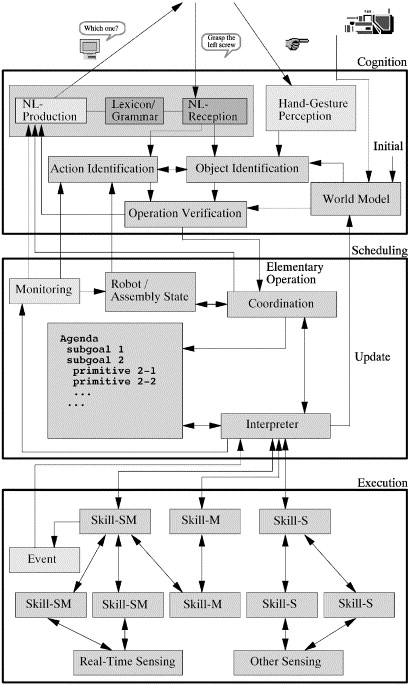 Which one?
Grasp the
left screw
Cognition
NL-
Production
Lexicon/
Grammar
NL-
Reception
Hand-Gesture
Perception
Initial
Action Identification
Object Identification
World Model
Operation Verification
Scheduling
Elementary
Operation
Monitoring
Robot /
Assembly State
Coordination
Agenda
subgoal 1
subgoal 2
primitive 2-1
primitive 2-2
...
...
Update
Interpreter
Execution
Skill-SM
Skill-M
Skill-S
Event
Skill-SM
Skill-SM
Skill-M
Skill-S
Skill-S
Real-Time Sensing
Other Sensing